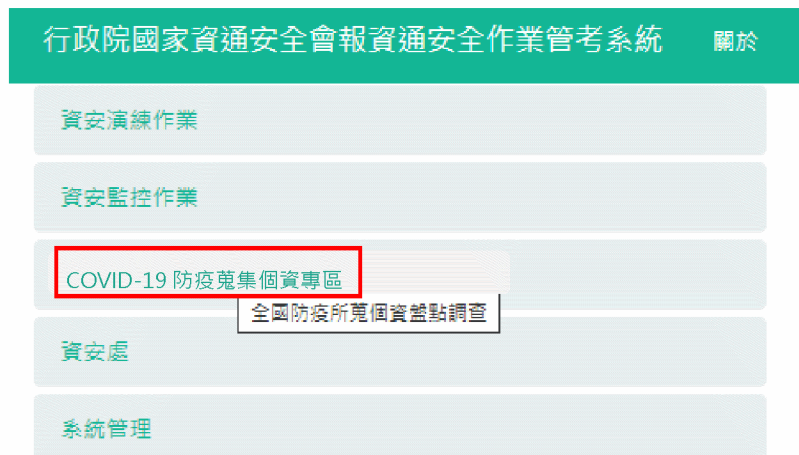 行政院國家資通安全會報資通安全作業管考系統 關於
資安演練作業
資安監控作業
COVID-19 防疫蒐集個資專區
全國防疫所蒐個資盤點調查
資安處
系統管理